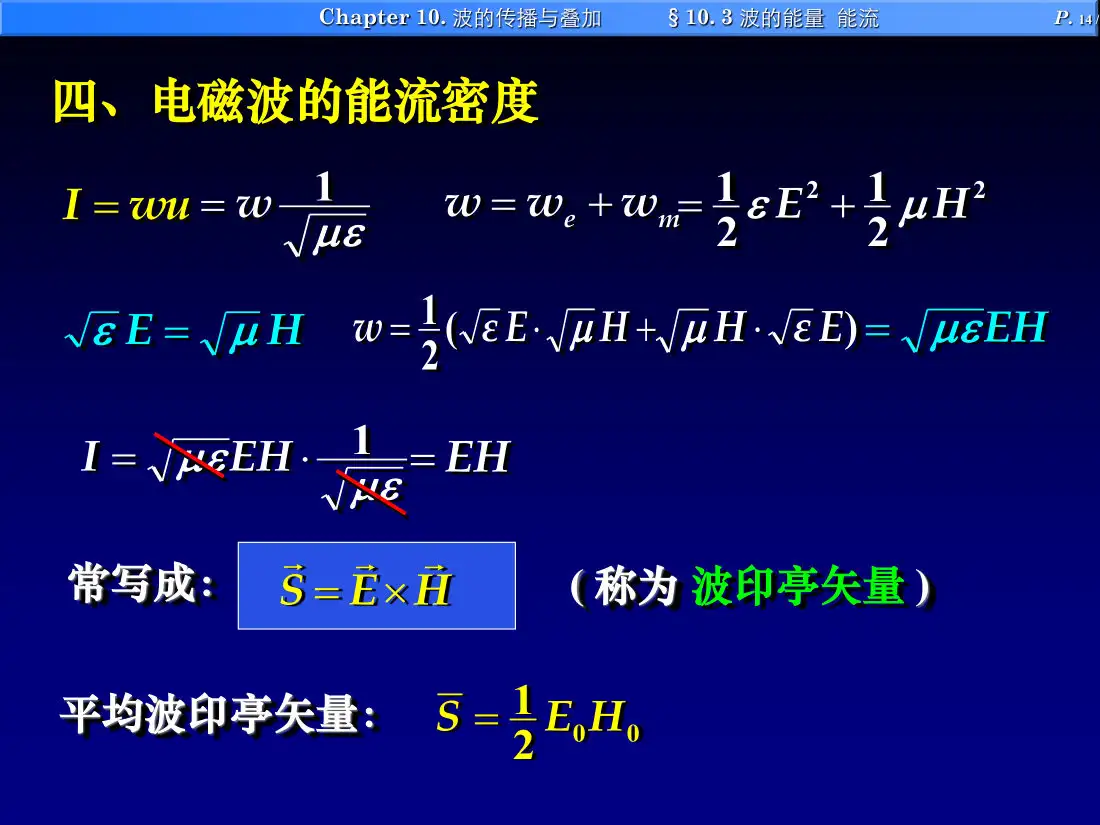 Chapter 10. 波的传播与叠加 §10.3 波的能量 能流 P. 14/
四、电磁波的能流密度
I = wu = w 1/√με w = wₑ + wₘ = 1/2 εE² + 1/2 μH²
√ε E = √μ H w = 1/2 (√ε E · √μ H + √μ H · √ε E) = √με EH
I = √με EH · 1/√με = EH
常写成： S⃗ = E⃗ × H⃗ ( 称为 波印亭矢量 )
平均波印亭矢量： S̅ = 1/2 E₀H₀